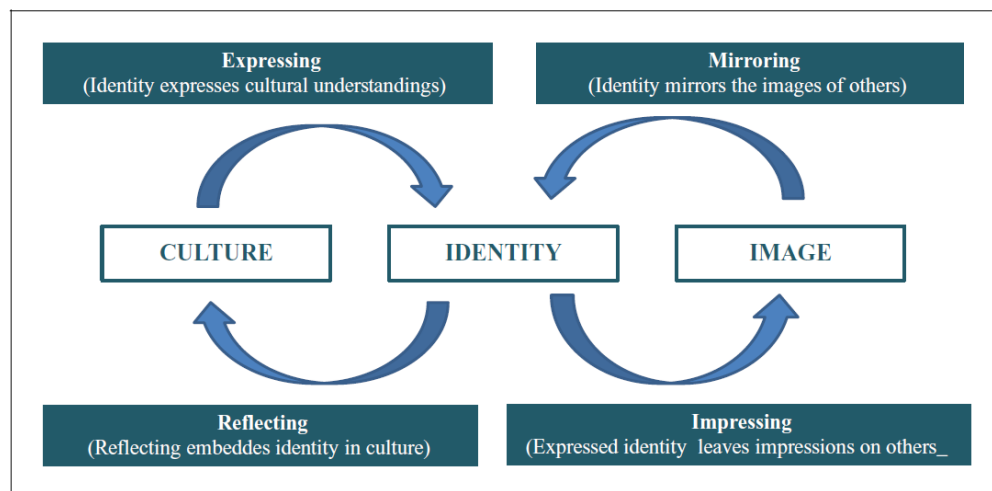 Expressing
(Identity expresses cultural understandings)
Mirroring
(Identity mirrors the images of others)
CULTURE
IDENTITY
IMAGE
Reflecting
(Reflecting embeddes identity in culture)
Impressing
(Expressed identity leaves impressions on others_